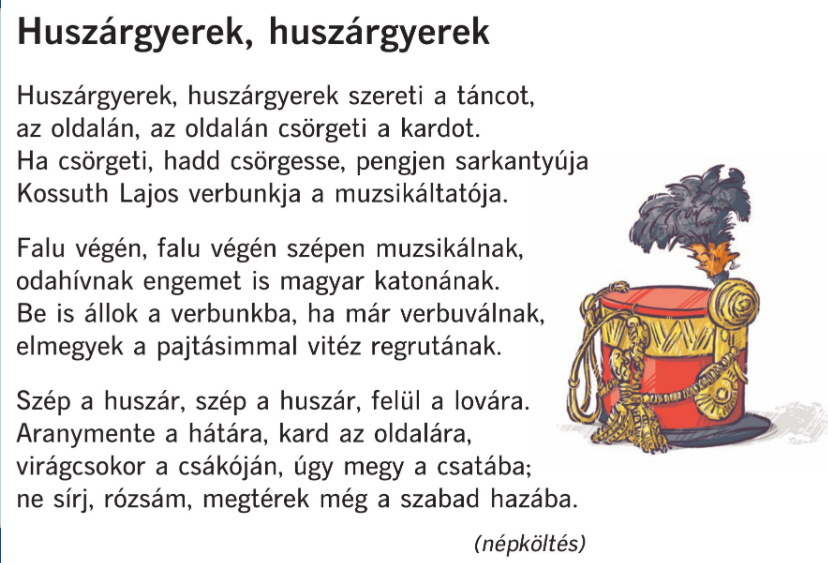 Huszárgyerek, huszárgyerek
Huszárgyerek, huszárgyerek szereti a táncot,
az oldalán, az oldalán csörgeti a kardot.
Ha csörgeti, hadd csörgesse, pengjen sarkantyúja
Kossuth Lajos verbunkja a muzsikáltatója.
Falu végén, falu végén szépen muzsikálnak,
odahívnak engemet is magyar katonának.
Be is állok a verbunkba, ha már verbuválnak,
elmegyek a pajtásimmal vitéz regrutának.
Szép a huszár, szép a huszár, felül a lovára.
Aranymente a hátára, kard az oldalára,
virágcsokor a csákóján, úgy megy a csatába;
ne sírj, rózsám, megtérek még a szabad hazába.
(népköltés)